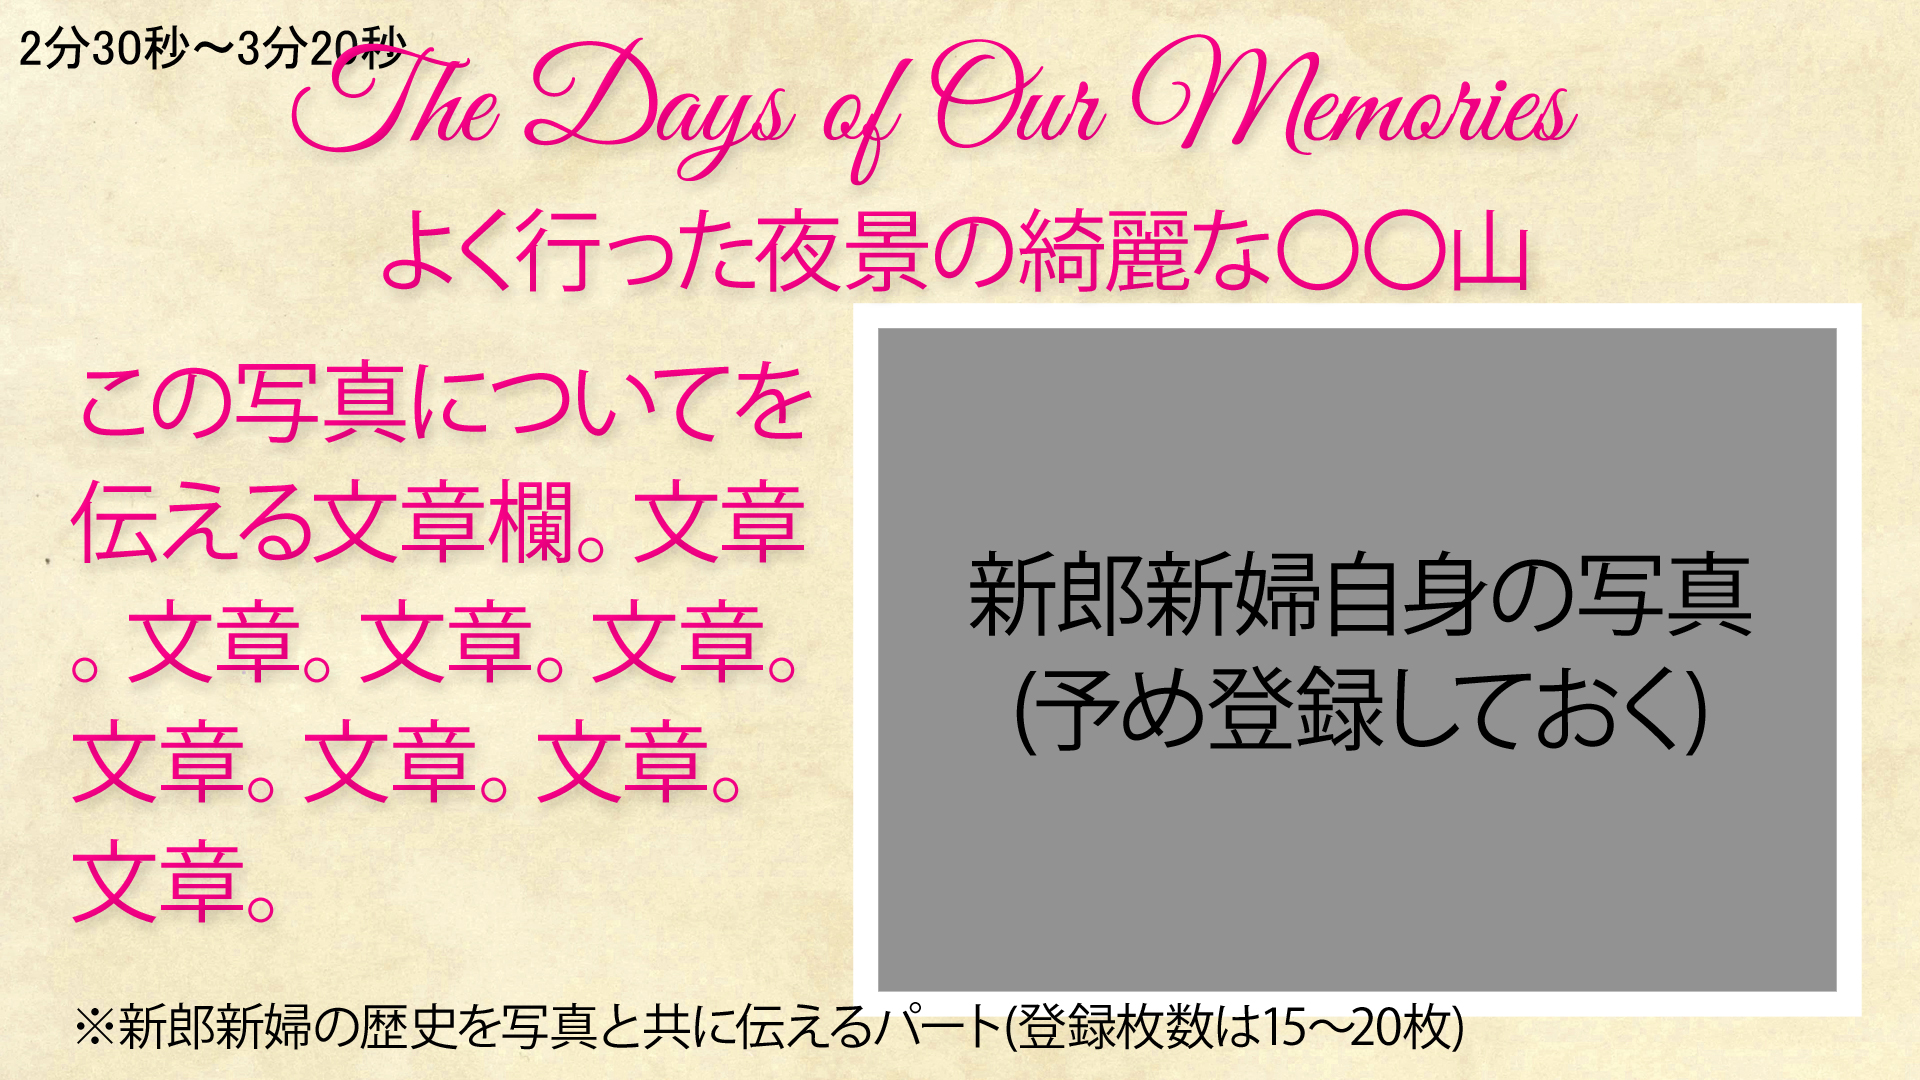 2分30秒～3分20秒
The Days of Our Memories
よく行った夜景の綺麗な〇〇山
この写真についてを
伝える文章欄。文章
。文章。文章。文章。
文章。文章。文章。
文章。
新郎新婦自身の写真
(予め登録しておく)
※新郎新婦の歴史を写真と共に伝えるパート(登録枚数は15～20枚)